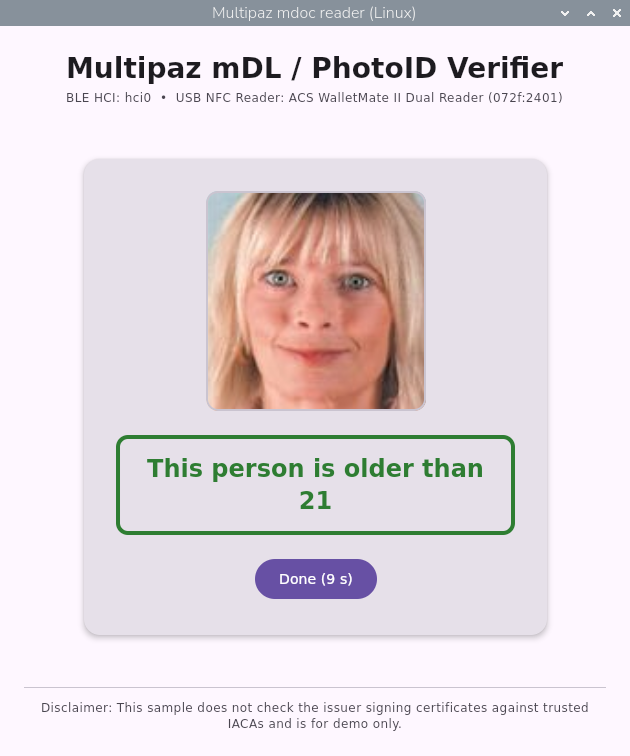 Multipaz mdoc reader (Linux)
Multipaz mDL / PhotoID Verifier
BLE HCI: hci0 • USB NFC Reader: ACS WalletMate II Dual Reader (072f:2401)
This person is older than
21
Done (9 s)
Disclaimer: This sample does not check the issuer signing certificates against trusted
IACAs and is for demo only.